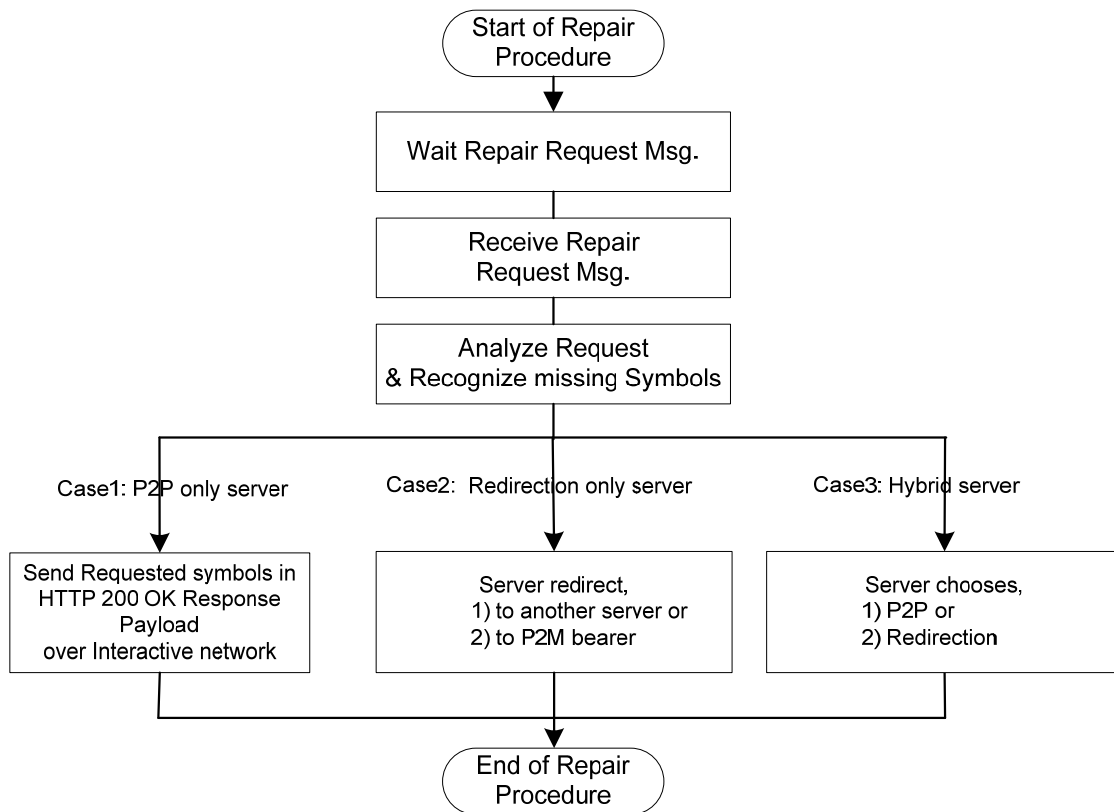 Start of Repair
Procedure
Wait Repair Request Msg.
Receive Repair
Request Msg.
Analyze Request
& Recognize missing Symbols
Case1: P2P only server
Case2: Redirection only server
Case3: Hybrid server
Send Requested symbols in
HTTP 200 OK Response
Payload
over Interactive network
Server redirect,
1) to another server or
2) to P2M bearer
Server chooses,
1) P2P or
2) Redirection
End of Repair
Procedure